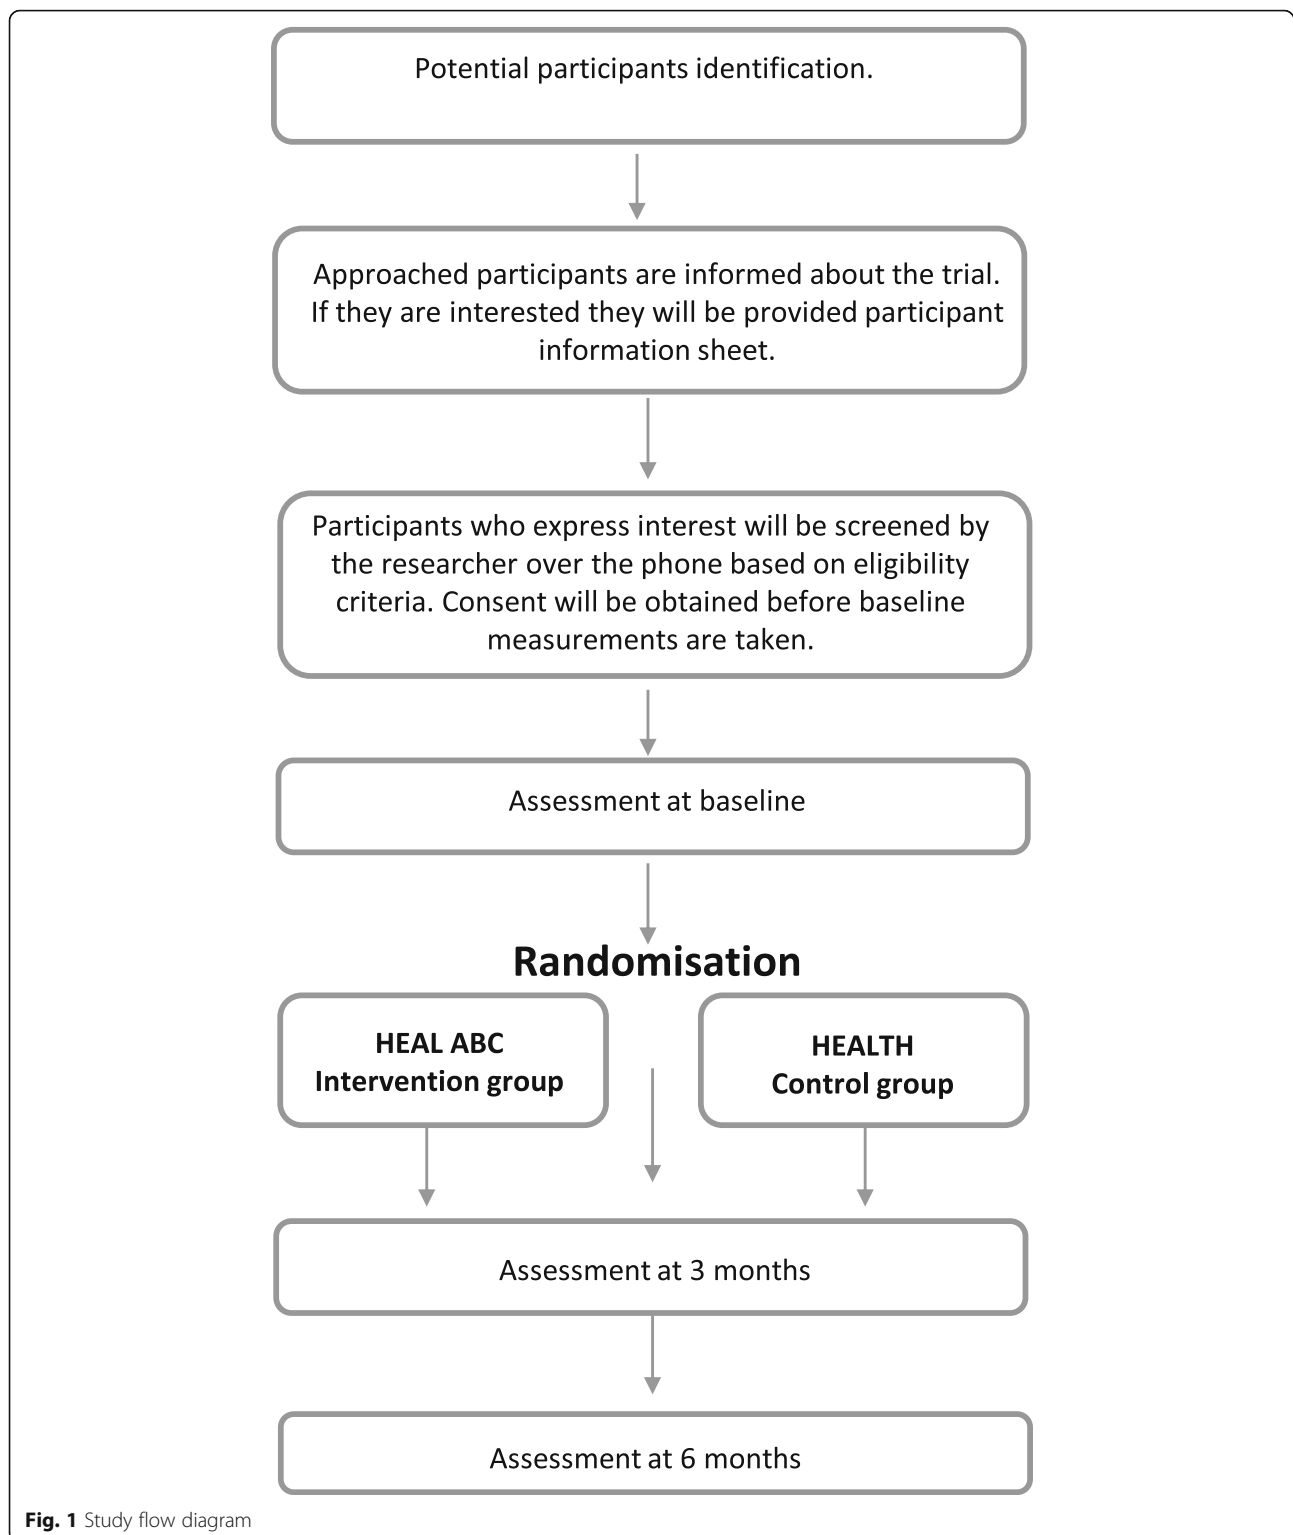 Potential participants identification.
Approached participants are informed about the trial.
If they are interested they will be provided participant
information sheet.
Participants who express interest will be screened by
the researcher over the phone based on eligibility
criteria. Consent will be obtained before baseline
measurements are taken.
Assessment at baseline
Randomisation
HEAL ABC
Intervention group
HEALTH
Control group
Assessment at 3 months
Assessment at 6 months
Fig. 1 Study flow diagram